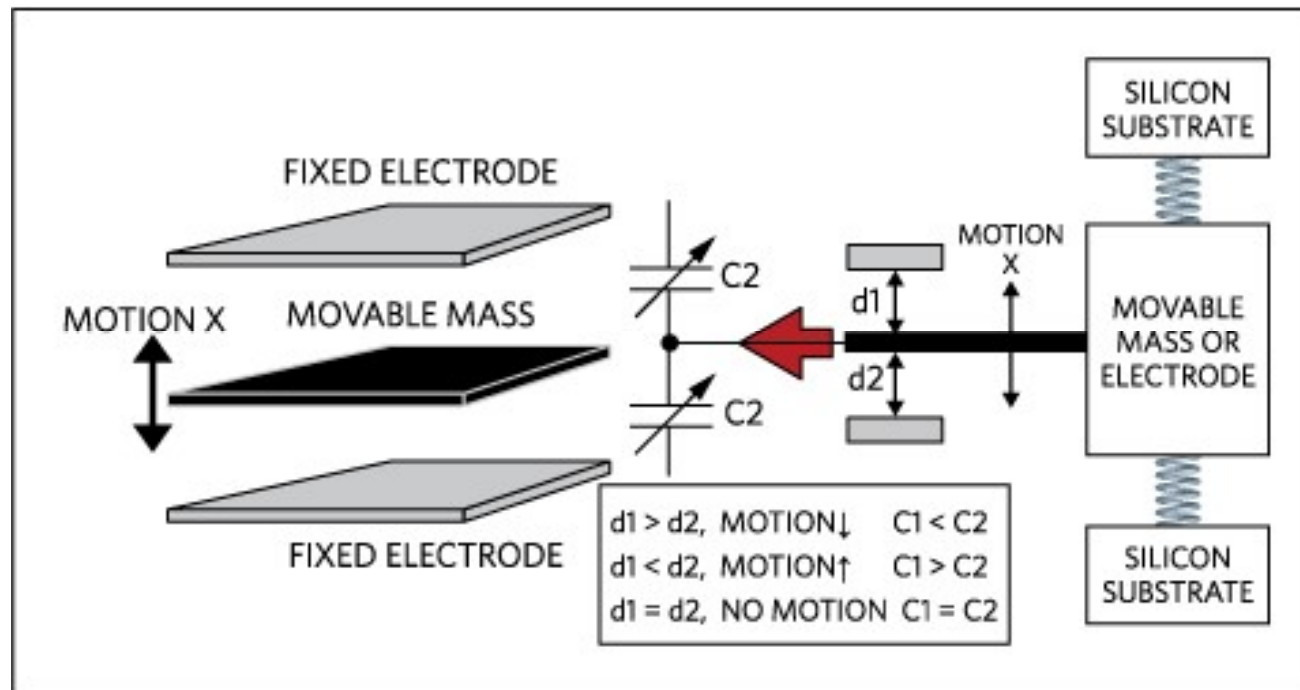 FIXED ELECTRODE
MOTION X
MOVABLE MASS
FIXED ELECTRODE
C2
C2
d1
d2
MOTION
X
SILICON
SUBSTRATE
MOVABLE
MASS OR
ELECTRODE
SILICON
SUBSTRATE
d1 > d2, MOTION↓ C1 < C2
d1 < d2, MOTION↑ C1 > C2
d1 = d2, NO MOTION C1 = C2